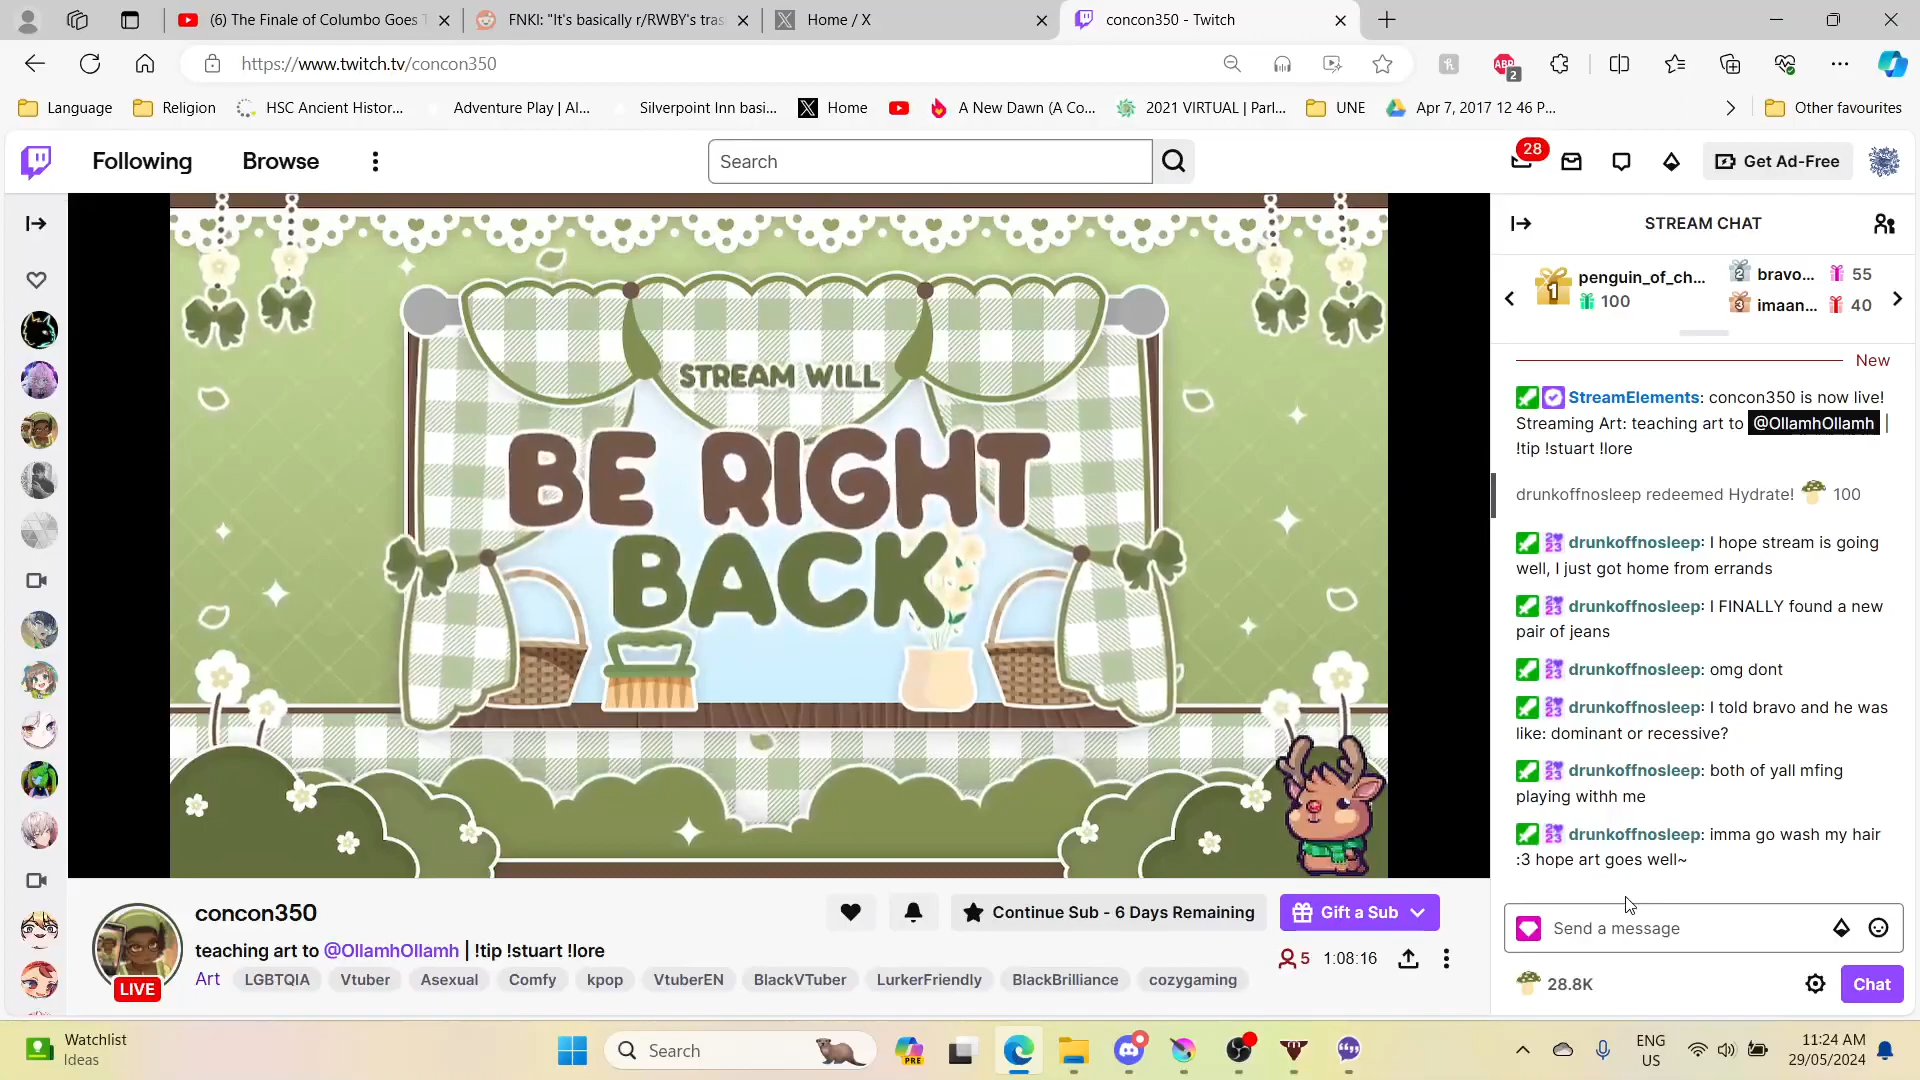 (6) The Finale of Columbo Goes T
FNKI: "It's basically r/RWBY's tras
Home / X
concon350 - Twitch
https://www.twitch.tv/concon350
ABP
2
Language
Religion
HSC Ancient Histor...
Adventure Play | Al...
Silverpoint Inn basi...
Home
A New Dawn (A Co...
2021 VIRTUAL | Parl...
UNE
Apr 7, 2017 12 46 P...
Other favourites
Following
Browse
Search
28
Get Ad-Free
STREAM WILL
BE RIGHT
BACK
STREAM CHAT
1
penguin_of_ch...
100
2
bravo...
55
3
imaan...
40
New
StreamElements: concon350 is now live!
Streaming Art: teaching art to @OllamhOllamh |
!tip !stuart !lore
drunkoffnosleep redeemed Hydrate! 100
drunkoffnosleep: I hope stream is going
well, I just got home from errands
drunkoffnosleep: I FINALLY found a new
pair of jeans
drunkoffnosleep: omg dont
drunkoffnosleep: I told bravo and he was
like: dominant or recessive?
drunkoffnosleep: both of yall mfing
playing withh me
drunkoffnosleep: imma go wash my hair
:3 hope art goes well~
Send a message
28.8K
Chat
concon350
Continue Sub - 6 Days Remaining
Gift a Sub
teaching art to @OllamhOllamh | !tip !stuart !lore
5
1:08:16
LIVE
Art
LGBTQIA
Vtuber
Asexual
Comfy
kpop
VtuberEN
BlackVTuber
LurkerFriendly
BlackBrilliance
cozygaming
Watchlist
Ideas
Search
PRE
ENG
US
11:24 AM
29/05/2024